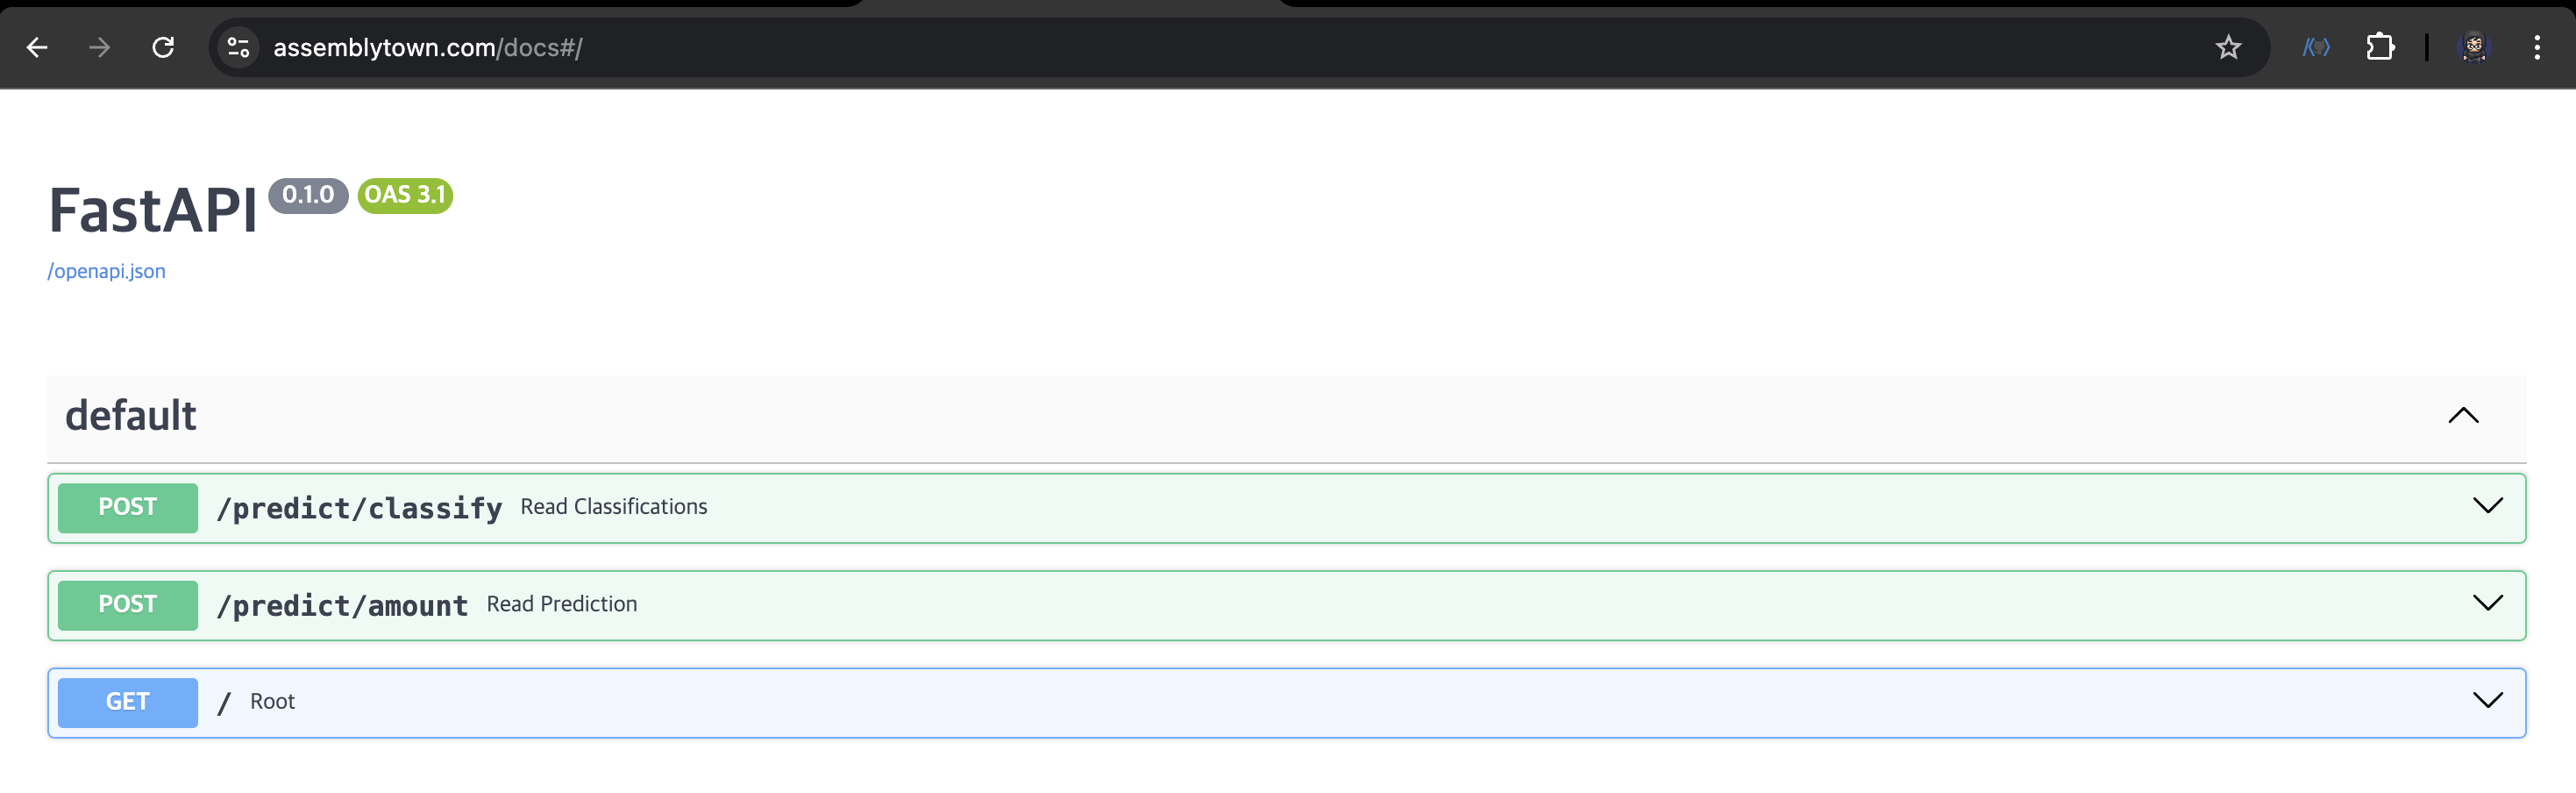 assemblytown.com/docs#/
FastAPI 0.1.0 OAS 3.1
/openapi.json
default
POST /predict/classify Read Classifications
POST /predict/amount Read Prediction
GET / Root